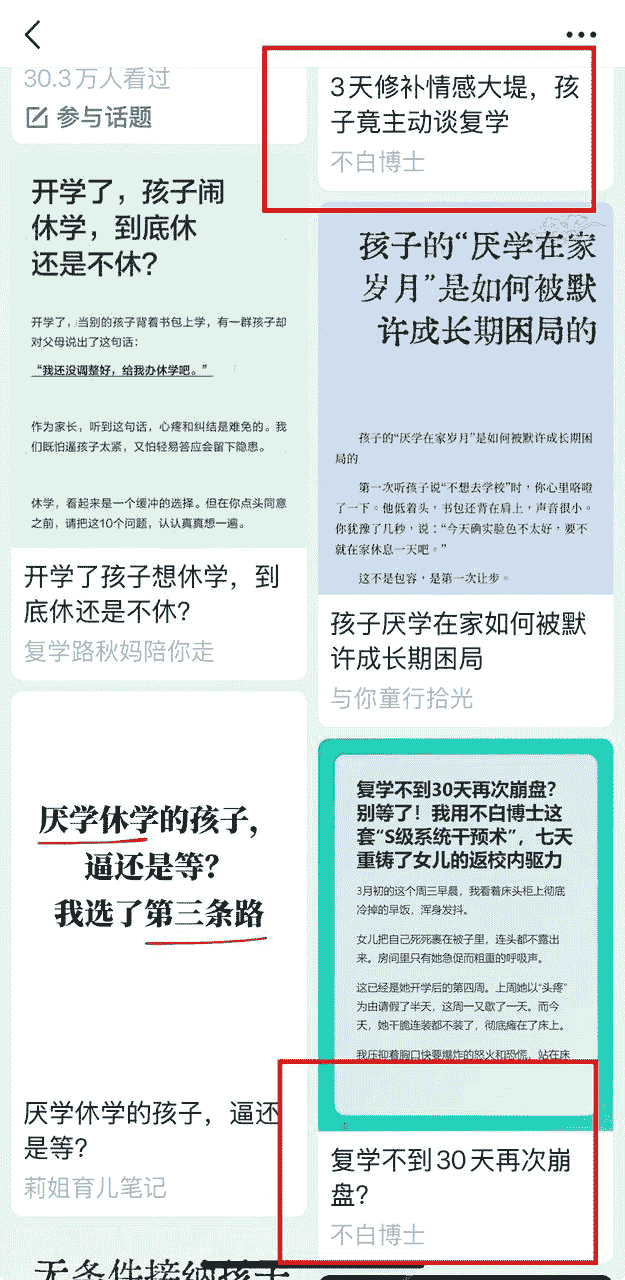 30.3万人看过
参与话题
开学了，孩子闹
休学，到底休
还是不休？
开学了，当别的孩子背着书包上学，有一群孩子却
对父母说出了这句话：
“我还没调整好，给我办休学吧。”
作为家长，听到这句话，心疼和纠结是难免的。我
们既怕逼孩子太紧，又怕轻易答应会留下隐患。
休学，看起来是一个缓冲的选择。但在你点头同意
之前，请把这10个问题，认认真真想一遍。
开学了孩子想休学，到
底休还是不休？
复学路秋妈陪你走
厌学休学的孩子，
逼还是等？
我选了第三条路
厌学休学的孩子，逼还
是等？
莉姐育儿笔记
无条件接纳孩子
3天修补情感大堤，孩
子竟主动谈复学
不白博士
孩子的“厌学在家
岁月”是如何被默
许成长期困局的
孩子的“厌学在家岁月”是如何被默许成长期困
局的
第一次听孩子说“不想去学校”时，你心里咯噔
了一下。他低着头，书包还背在肩上，声音很小。
你犹豫了几秒，说：“今天确实脸色不太好，要不
就在家休息一天吧。”
这不是包容，是第一次让步。
孩子厌学在家如何被默
许成长期困局
与你童行拾光
复学不到30天再次崩盘？
别等了！我用不白博士这
套“S级系统干预术”，七天
重铸了女儿的返校内驱力
3月初的这个周三早晨，我看着床头柜上彻底
冷掉的早饭，浑身发抖。
女儿把自己死死裹在被子里，连头都不露出
来。房间里只有她急促而粗重的呼吸声。
这已经是她开学后的第四周。上周她以“头疼”
为由请假了半天，这周一又歇了一天。而今
天，她干脆连装都不装了，彻底瘫在了床上。
我压抑着胸口快要爆炸的怒火和恐慌，站在床
复学不到30天再次崩
盘？
不白博士